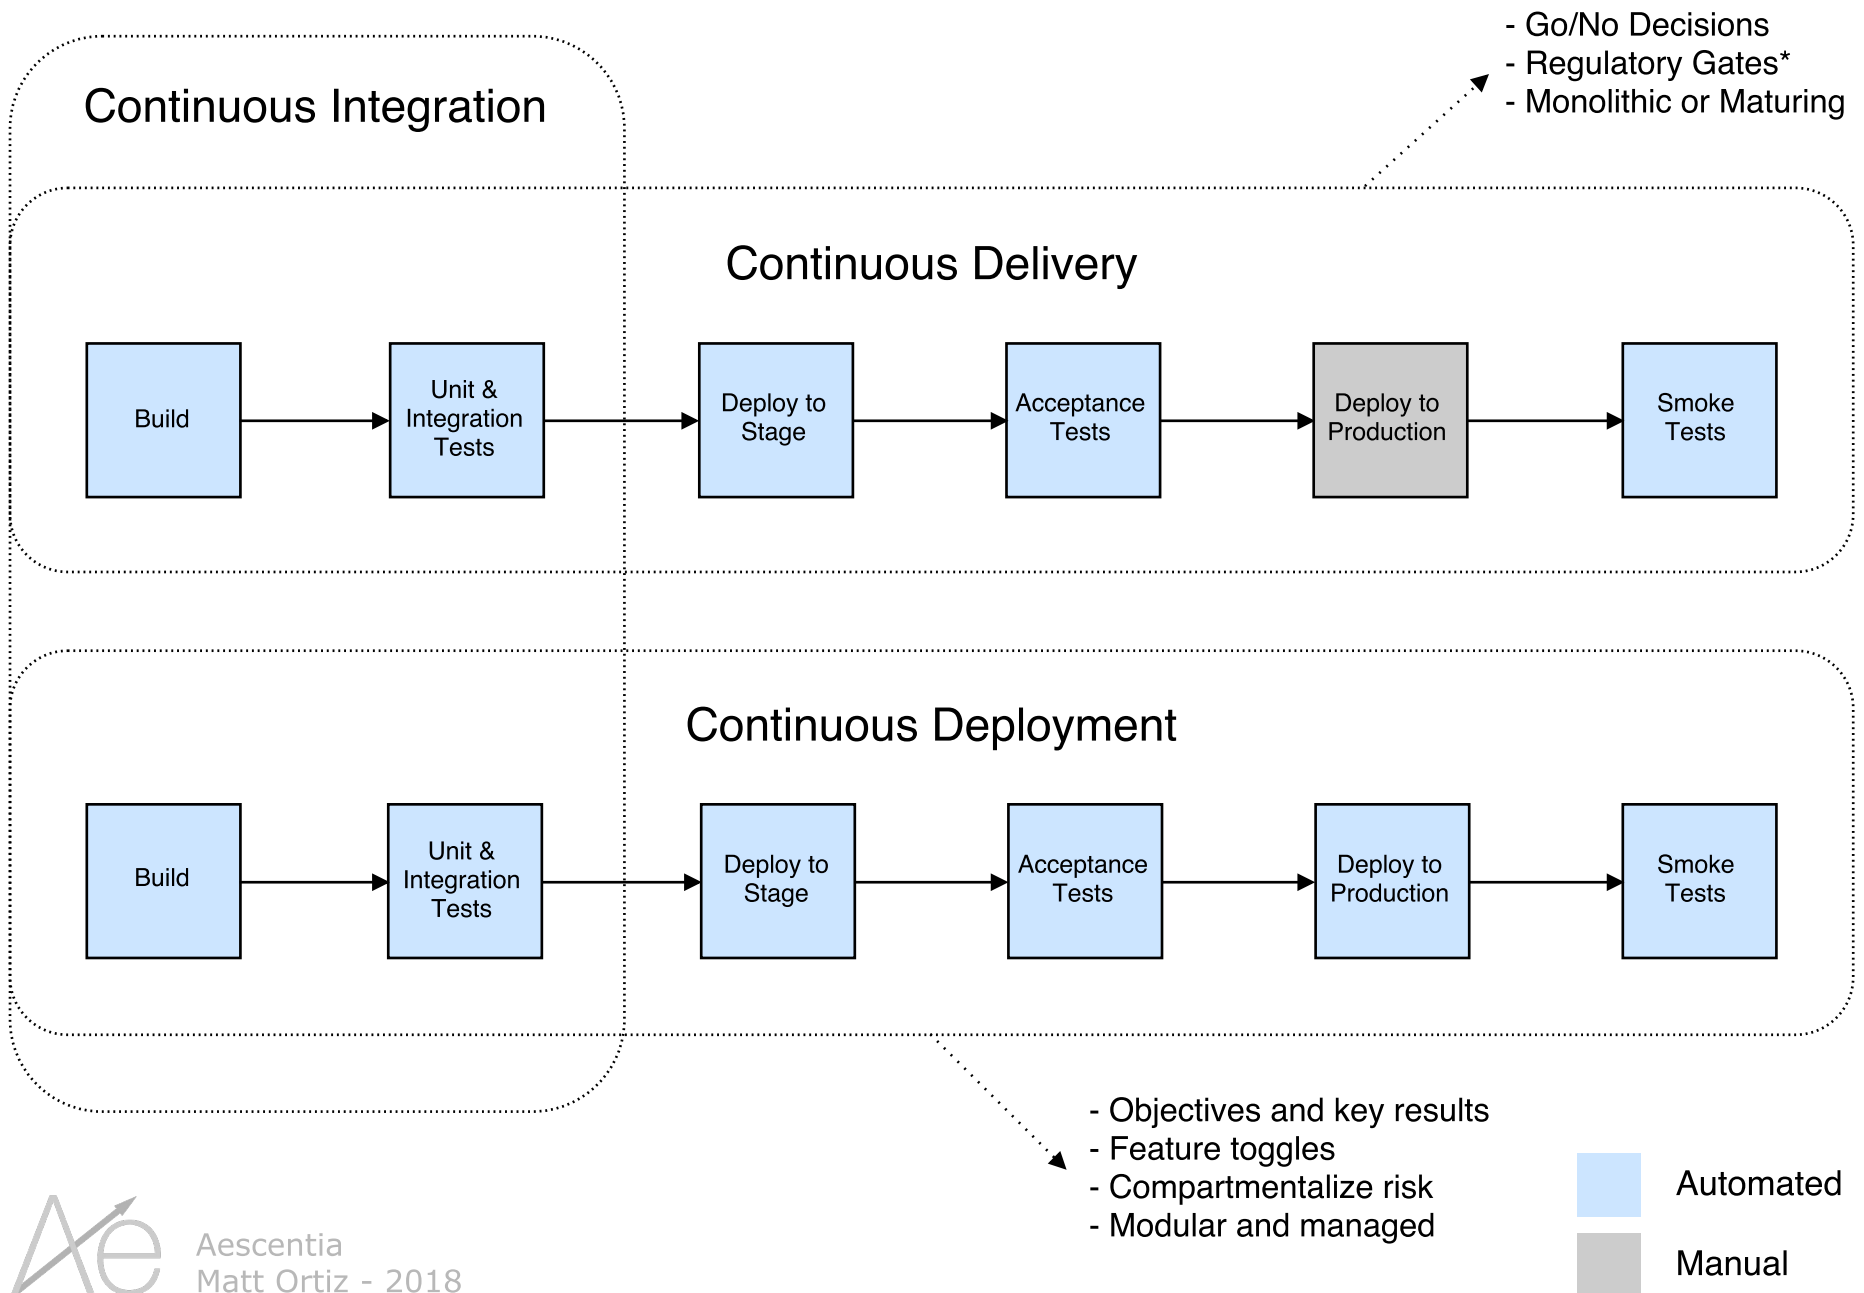 - Go/No Decisions
- Regulatory Gates*
- Monolithic or Maturing
Continuous Integration
Continuous Delivery
Build
Unit &
Integration
Tests
Deploy to
Stage
Acceptance
Tests
Deploy to
Production
Smoke
Tests
Continuous Deployment
Build
Unit &
Integration
Tests
Deploy to
Stage
Acceptance
Tests
Deploy to
Production
Smoke
Tests
- Objectives and key results
- Feature toggles
- Compartmentalize risk
- Modular and managed
Automated
Manual
Ae
Aescentia
Matt Ortiz - 2018